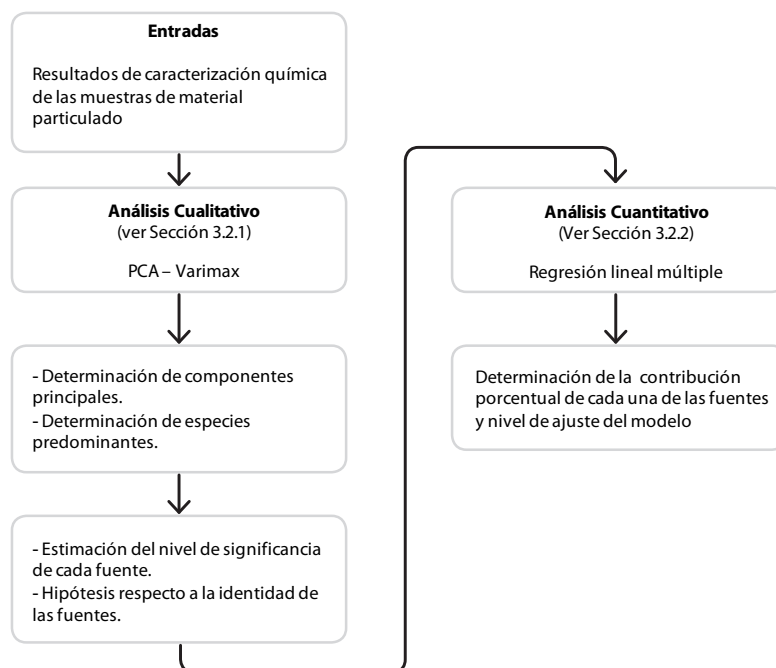 Entradas
Resultados de caracterización química
de las muestras de material
particulado
Análisis Cualitativo
(ver Sección 3.2.1)
PCA – Varimax
- Determinación de componentes
principales.
- Determinación de especies
predominantes.
- Estimación del nivel de significancia
de cada fuente.
- Hipótesis respecto a la identidad de
las fuentes.
Análisis Cuantitativo
(Ver Sección 3.2.2)
Regresión lineal múltiple
Determinación de la contribución
porcentual de cada una de las fuentes
y nivel de ajuste del modelo